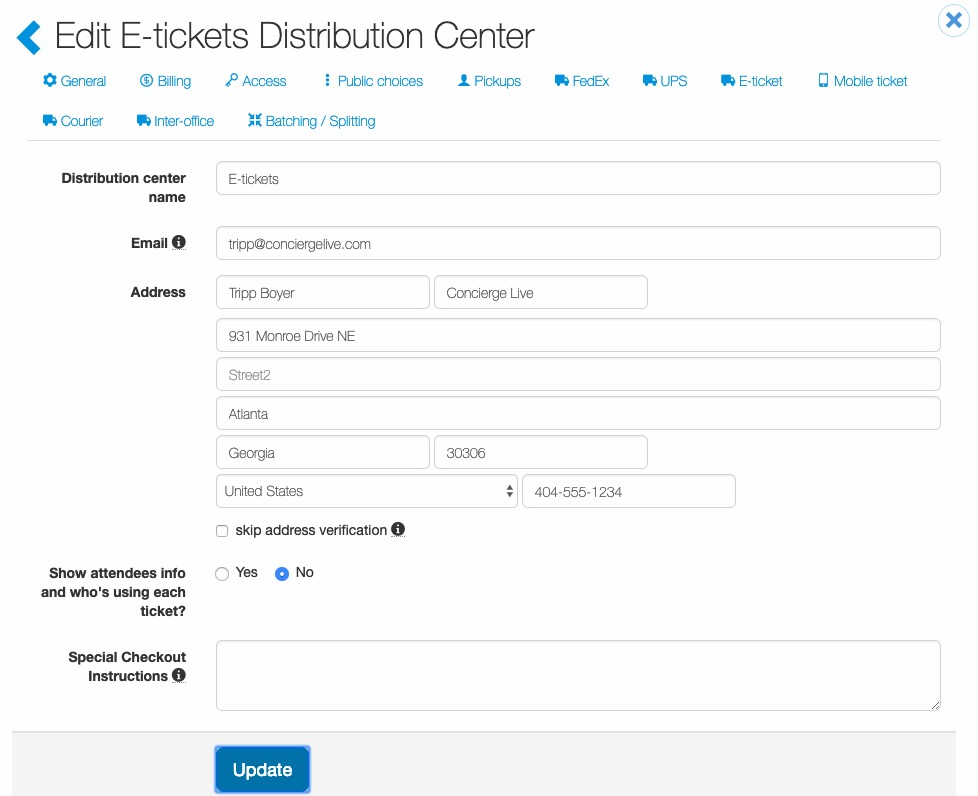 Edit E-tickets Distribution Center
General Billing Access Public choices Pickups FedEx UPS E-ticket Mobile ticket
Courier Inter-office Batching / Splitting
Distribution center
name
E-tickets
Email
tripp@conciergelive.com
Address
Tripp Boyer Concierge Live
931 Monroe Drive NE
Street2
Atlanta
Georgia 30306
United States 404-555-1234
skip address verification
Show attendees info
and who's using each
ticket?
Yes No
Special Checkout
Instructions
Update